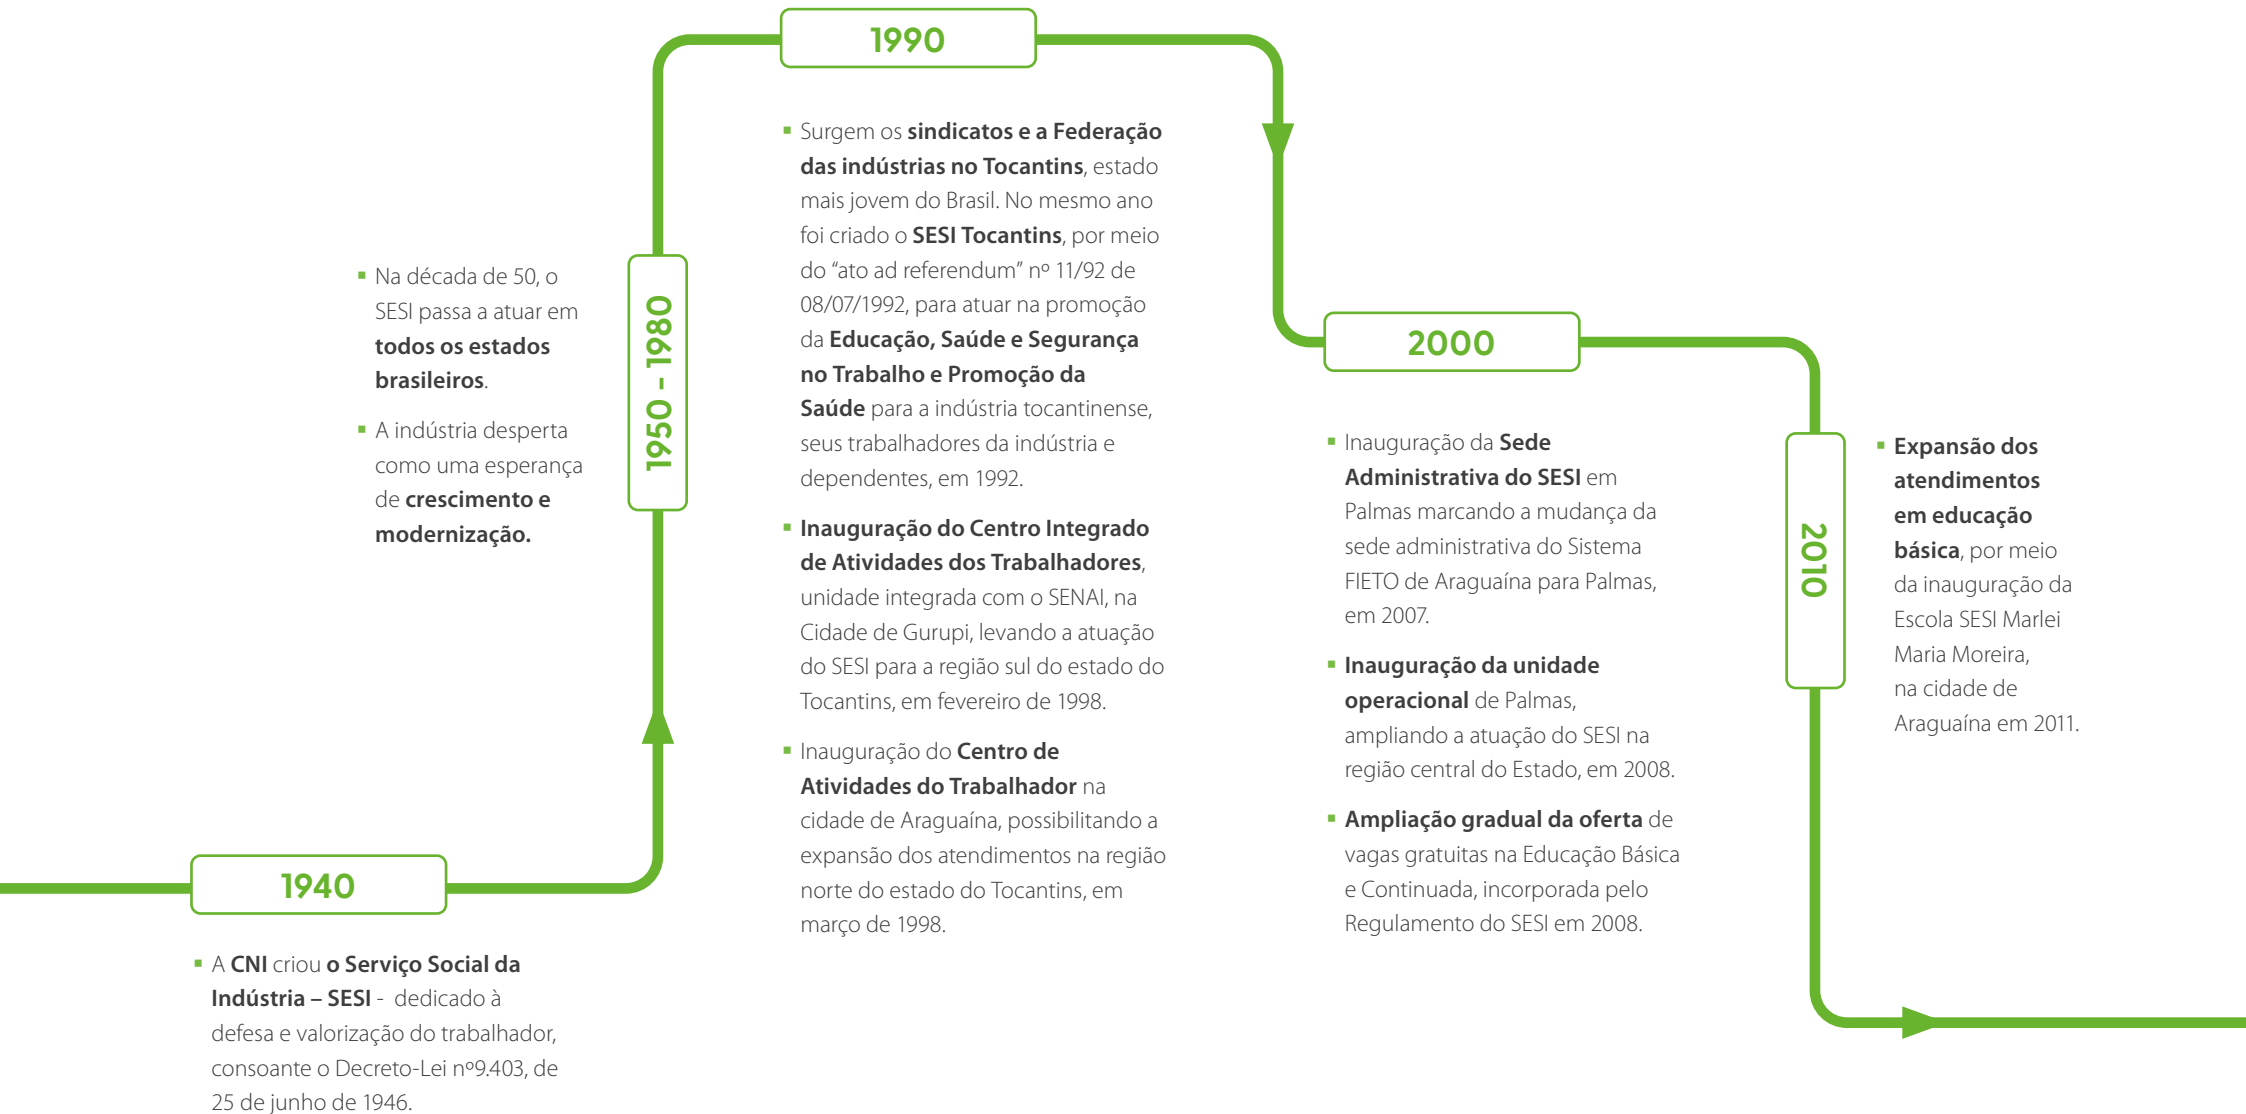 1940
▪ A CNI criou o Serviço Social da
Indústria – SESI - dedicado à
defesa e valorização do trabalhador,
consoante o Decreto-Lei nº9.403, de
25 de junho de 1946.
1950 – 1980
▪ Na década de 50, o
SESI passa a atuar em
todos os estados
brasileiros.
▪ A indústria desperta
como uma esperança
de crescimento e
modernização.
1990
▪ Surgem os sindicatos e a Federação
das indústrias no Tocantins, estado
mais jovem do Brasil. No mesmo ano
foi criado o SESI Tocantins, por meio
do “ato ad referendum” nº 11/92 de
08/07/1992, para atuar na promoção
da Educação, Saúde e Segurança
no Trabalho e Promoção da
Saúde para a indústria tocantinense,
seus trabalhadores da indústria e
dependentes, em 1992.
▪ Inauguração do Centro Integrado
de Atividades dos Trabalhadores,
unidade integrada com o SENAI, na
Cidade de Gurupi, levando a atuação
do SESI para a região sul do estado do
Tocantins, em fevereiro de 1998.
▪ Inauguração do Centro de
Atividades do Trabalhador na
cidade de Araguaína, possibilitando a
expansão dos atendimentos na região
norte do estado do Tocantins, em
março de 1998.
2000
▪ Inauguração da Sede
Administrativa do SESI em
Palmas marcando a mudança da
sede administrativa do Sistema
FIETO de Araguaína para Palmas,
em 2007.
▪ Inauguração da unidade
operacional de Palmas,
ampliando a atuação do SESI na
região central do Estado, em 2008.
▪ Ampliação gradual da oferta de
vagas gratuitas na Educação Básica
e Continuada, incorporada pelo
Regulamento do SESI em 2008.
2010
▪ Expansão dos
atendimentos
em educação
básica, por meio
da inauguração da
Escola SESI Marlei
Maria Moreira,
na cidade de
Araguaína em 2011.